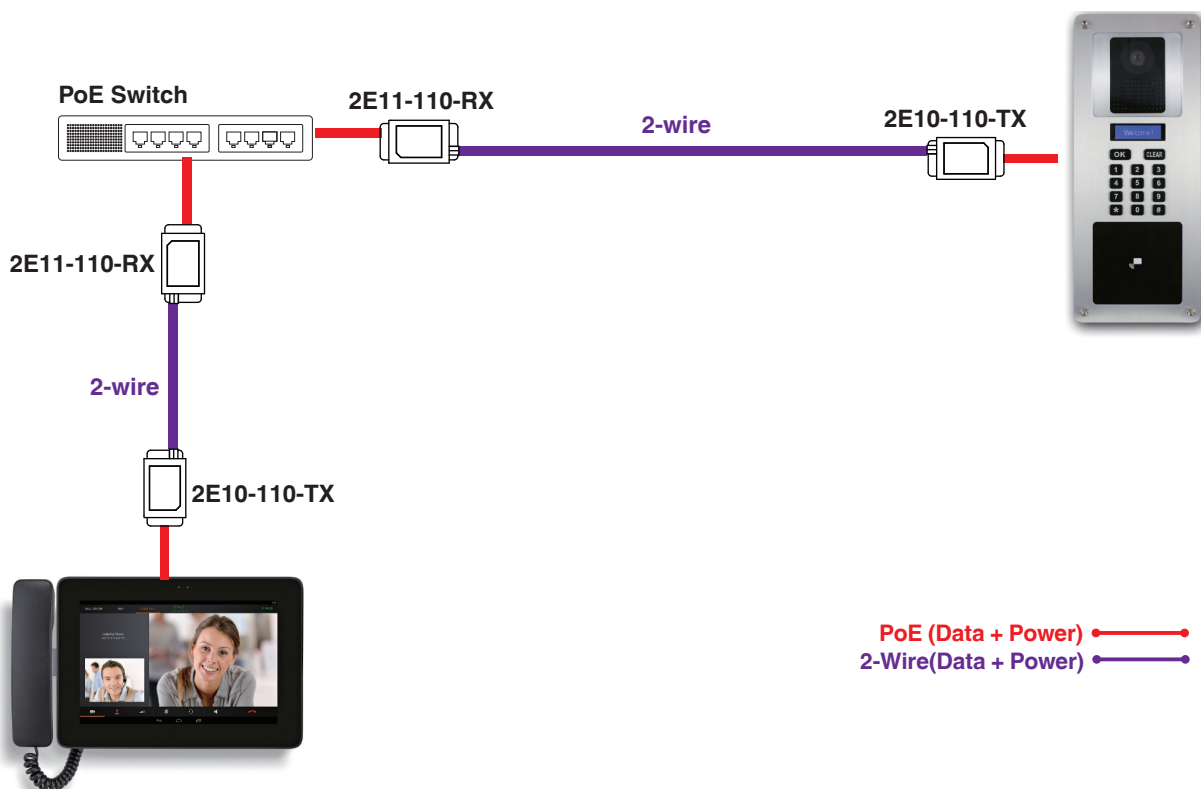 PoE Switch
2E11-110-RX
2-wire
2E10-110-TX
Welcome !
OK CLEAR
1 2 3
4 5 6
7 8 9
* 0 #
2E11-110-RX
2-wire
2E10-110-TX
PoE (Data + Power)
2-Wire(Data + Power)